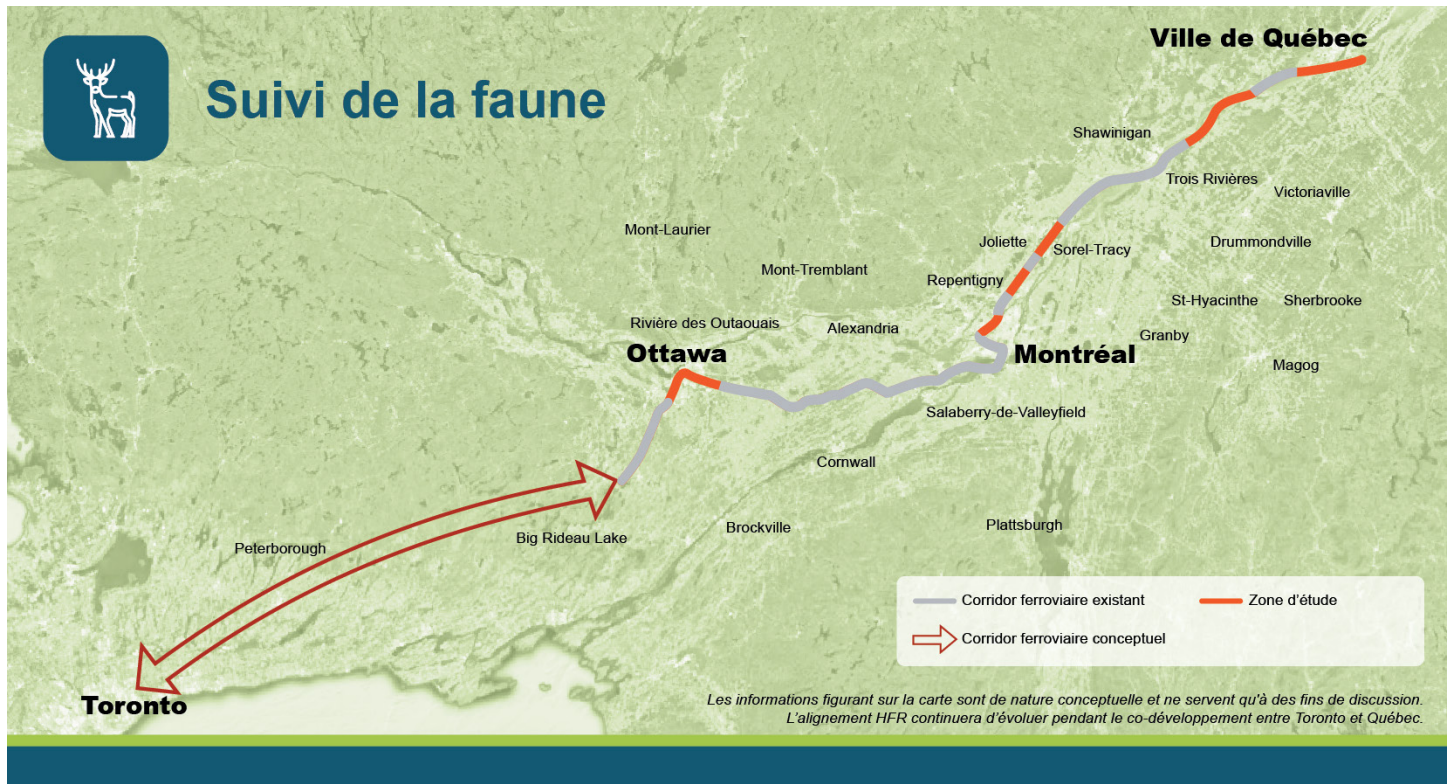 Suivi de la faune
Ville de Québec
Shawinigan
Trois Rivières
Victoriaville
Mont-Laurier
Joliette
Sorel-Tracy
Drummondville
Mont-Tremblant
Repentigny
St-Hyacinthe
Sherbrooke
Rivière des Outaouais
Alexandria
Granby
Ottawa
Montréal
Magog
Salaberry-de-Valleyfield
Cornwall
Brockville
Plattsburgh
Big Rideau Lake
Peterborough
Toronto
Corridor ferroviaire existant
Zone d'étude
Corridor ferroviaire conceptuel
Les informations figurant sur la carte sont de nature conceptuelle et ne servent qu'à des fins de discussion.
L'alignement HFR continuera d'évoluer pendant le co-développement entre Toronto et Québec.